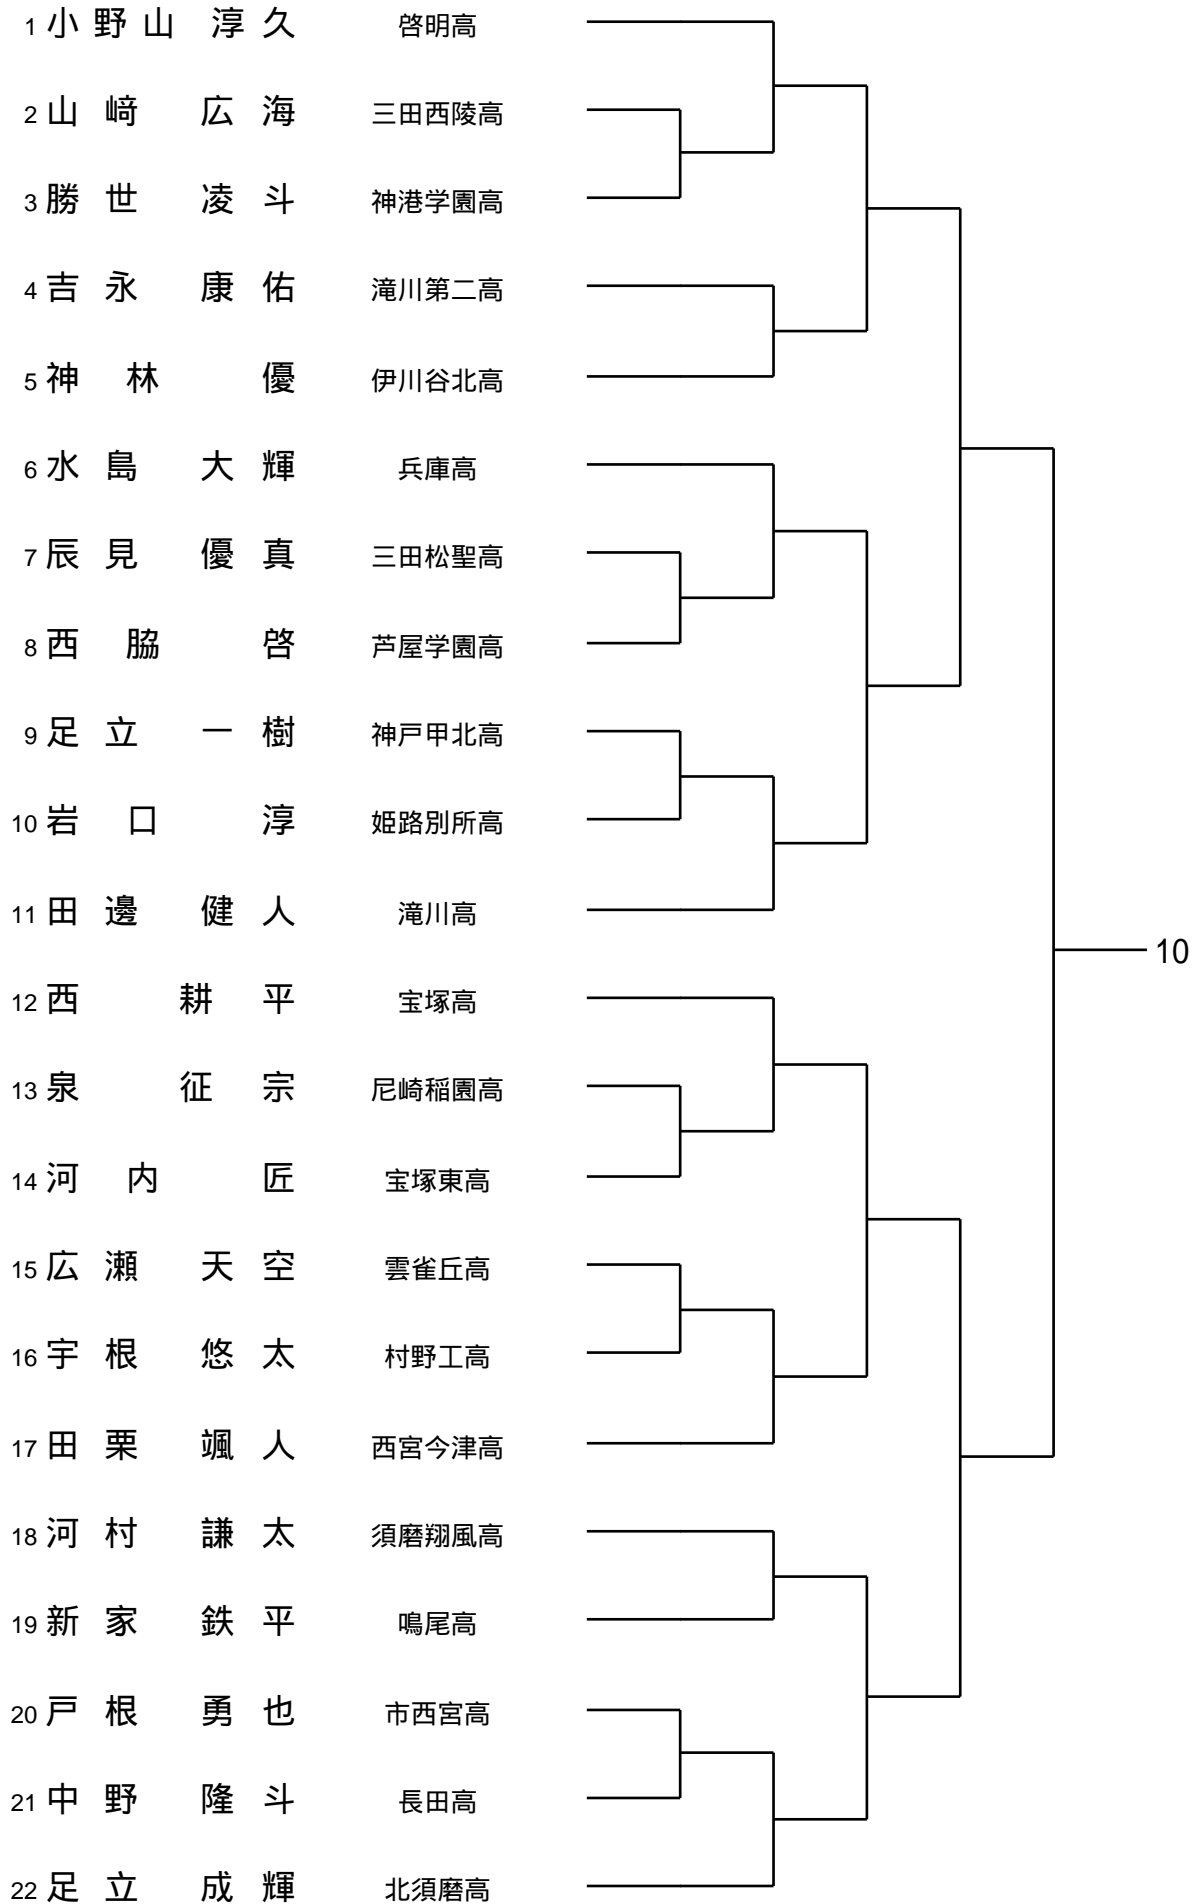 1 小野山 淳久 啓明高
2 山﨑 広海 三田西陵高
3 勝世 凌斗 神港学園高
4 吉永 康佑 滝川第二高
5 神林 優 伊川谷北高
6 水島 大輝 兵庫高
7 辰見 優真 三田松聖高
8 西脇 啓 芦屋学園高
9 足立 一樹 神戸甲北高
10 岩口 淳 姫路別所高
11 田邊 健人 滝川高
10
12 西 耕平 宝塚高
13 泉 征宗 尼崎稲園高
14 河内 匠 宝塚東高
15 広瀬 天空 雲雀丘高
16 宇根 悠太 村野工高
17 田栗 颯人 西宮今津高
18 河村 謙太 須磨翔風高
19 新家 鉄平 鳴尾高
20 戸根 勇也 市西宮高
21 中野 隆斗 長田高
22 足立 成輝 北須磨高